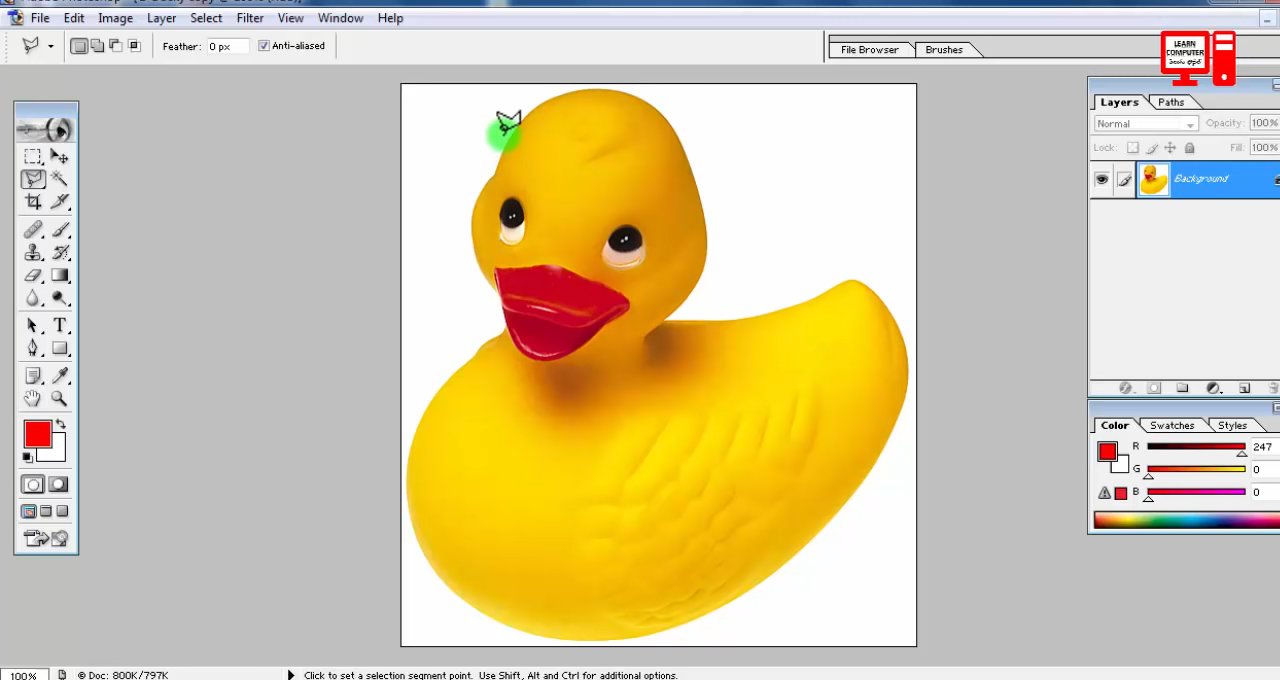 File Edit Image Layer Select Filter View Window Help
Feather: 0 px Anti-aliased
File Browser Brushes
LEARN
COMPUTER
Layers Paths
Normal Opacity: 100%
Lock: Fill: 100%
Background
Color Swatches Styles
R 247
G 0
B 0
100% Doc: 800K/797K Click to set a selection segment point. Use Shift, Alt and Ctrl for additional options.